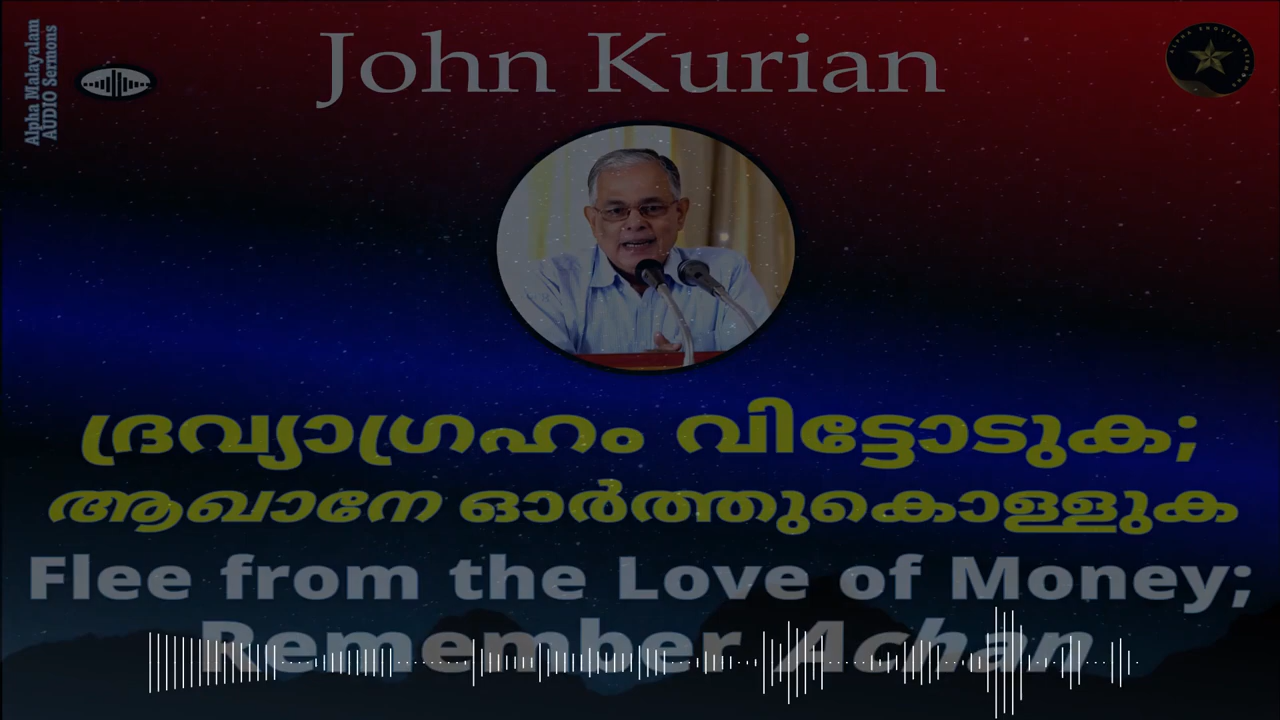 Alpha Malayalam
AUDIO Sermons
John Kurian
ദ്രവ്യാഗ്രഹം വിട്ടോടുക;
ആഖാനേ ഓർത്തുകൊള്ളുക
Flee from the Love of Money;
Remember Achan